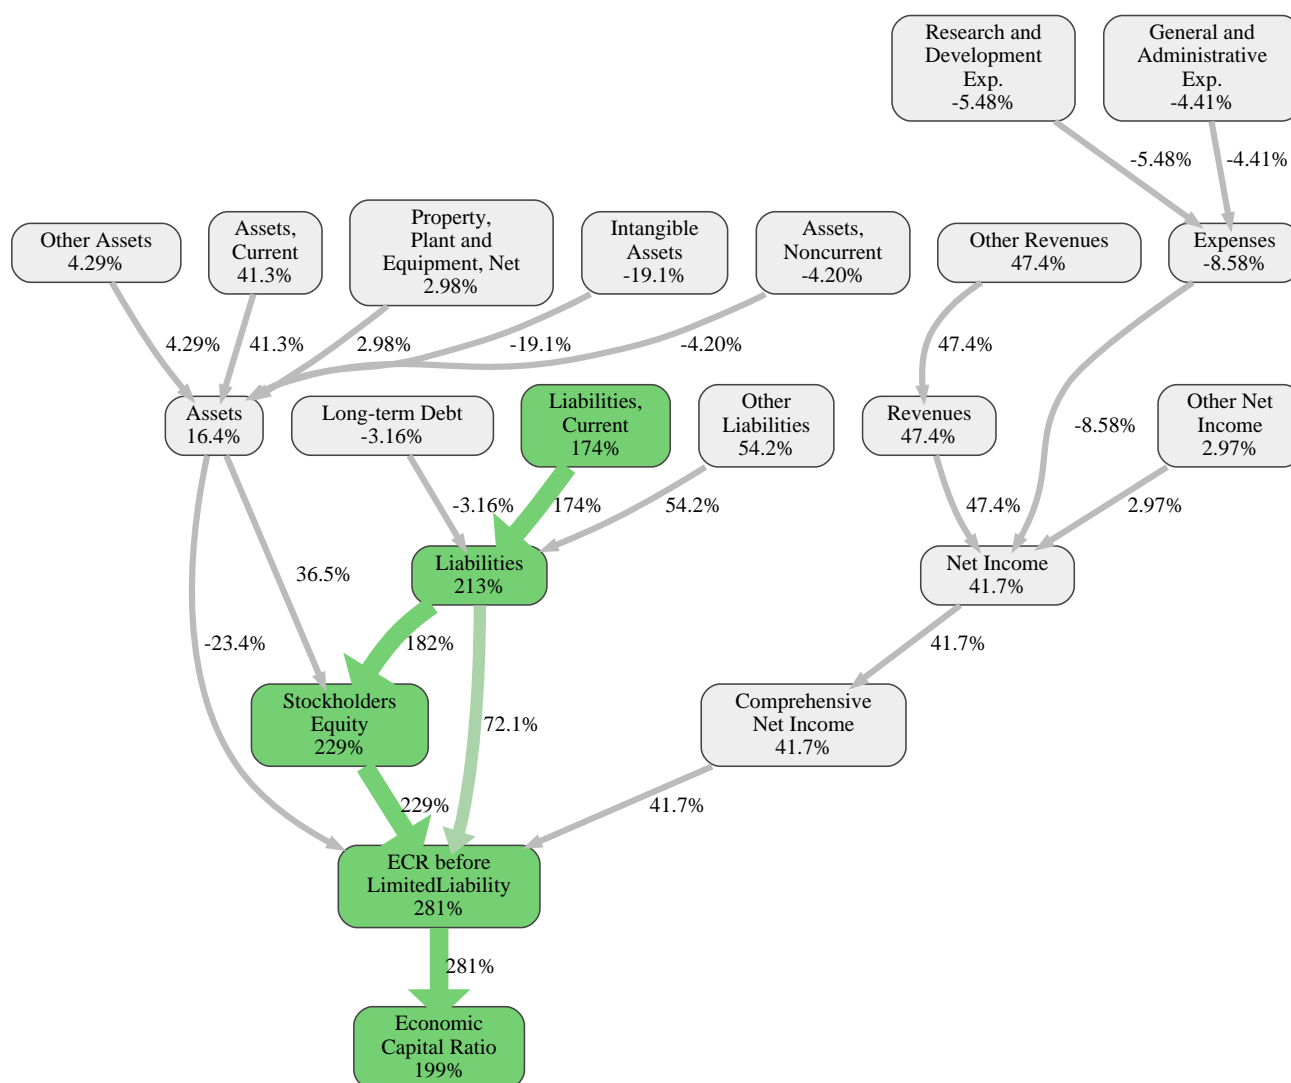 Research and
Development
Exp.
-5.48%
General and
Administrative
Exp.
-4.41%
-5.48%
-4.41%
Other Assets
4.29%
Assets,
Current
41.3%
Property,
Plant and
Equipment, Net
2.98%
Intangible
Assets
-19.1%
Assets,
Noncurrent
-4.20%
Other Revenues
47.4%
Expenses
-8.58%
4.29%
41.3%
2.98%
-19.1%
-4.20%
47.4%
Assets
16.4%
Long-term Debt
-3.16%
Liabilities,
Current
174%
Other
Liabilities
54.2%
Revenues
47.4%
-8.58%
Other Net
Income
2.97%
-3.16%
174%
54.2%
47.4%
2.97%
Liabilities
213%
Net Income
41.7%
36.5%
-23.4%
182%
41.7%
Stockholders
Equity
229%
72.1%
Comprehensive
Net Income
41.7%
229%
41.7%
ECR before
LimitedLiability
281%
281%
Economic
Capital Ratio
199%